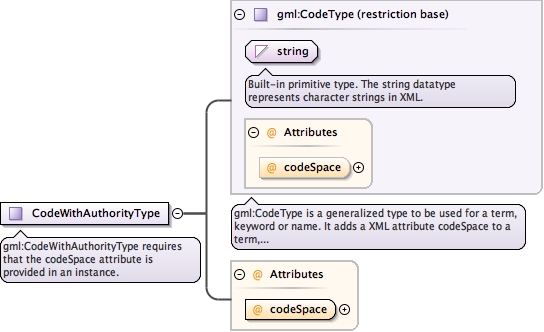 gml:CodeType (restriction base)
string
Built-in primitive type. The string datatype
represents character strings in XML.
@ Attributes
@ codeSpace
CodeWithAuthorityType
gml:CodeWithAuthorityType requires
that the codeSpace attribute is
provided in an instance.
gml:CodeType is a generalized type to be used for a term,
keyword or name. It adds a XML attribute codeSpace to a
term,...
@ Attributes
@ codeSpace